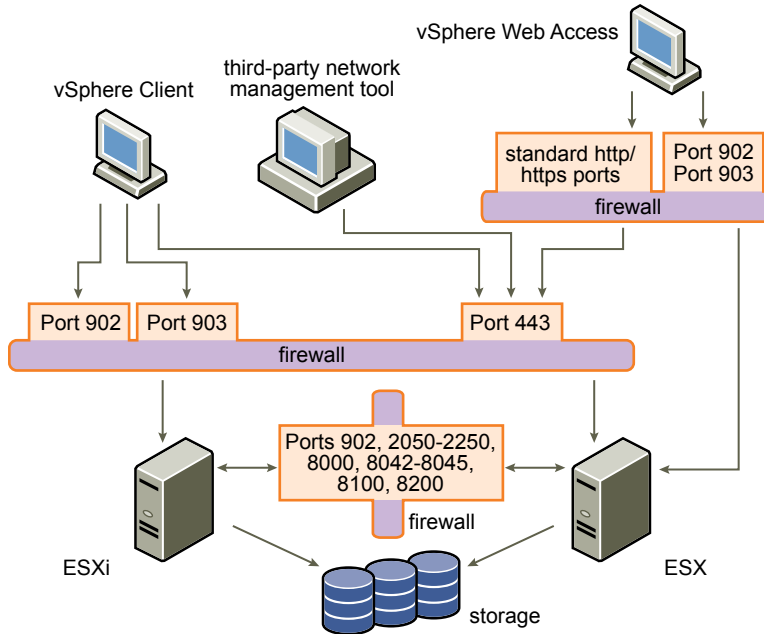 vSphere Web Access
third-party network
management tool
vSphere Client
standard http/
https ports
Port 902
Port 903
firewall
Port 902
Port 903
Port 443
firewall
Ports 902, 2050-2250,
8000, 8042-8045,
8100, 8200
firewall
ESXi
ESX
storage